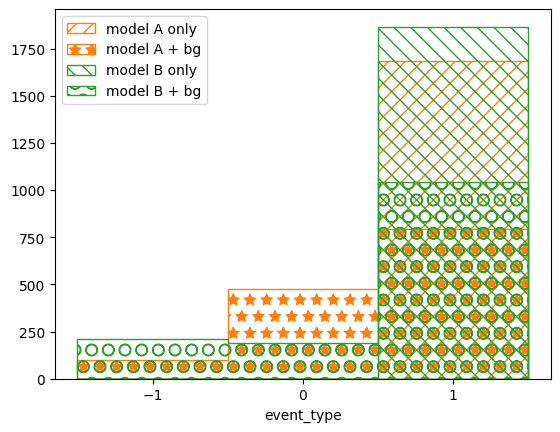 model A only
model A + bg
model B only
model B + bg
1750
1500
1250
1000
750
500
250
0
−1 0 1
event_type